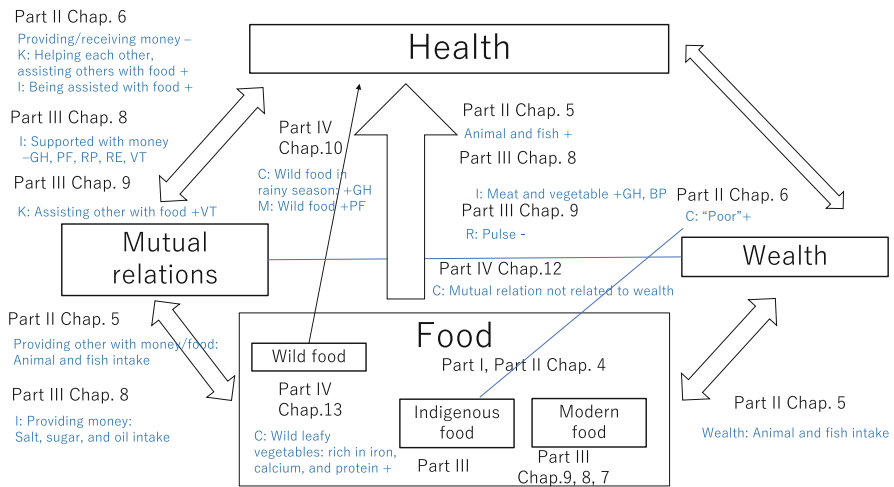 Part II Chap. 6
Providing/receiving money –
K: Helping each other,
assisting others with food +
I: Being assisted with food +
Health
Part III Chap. 8
I: Supported with money
–GH, PF, RP, RE, VT
Part III Chap. 9
K: Assisting other with food +VT
Part IV
Chap.10
C: Wild food in
rainy season: +GH
M: Wild food +PF
Part II Chap. 5
Animal and fish +
Part III Chap. 8
I: Meat and vegetable +GH, BP
Part III Chap. 9
R: Pulse -
Part II Chap. 6
C: “Poor”+
Mutual
relations
Wealth
Part IV Chap.12
C: Mutual relation not related to wealth
Part II Chap. 5
Providing other with money/food:
Animal and fish intake
Part III Chap. 8
I: Providing money:
Salt, sugar, and oil intake
Food
Wild food
Part I, Part II Chap. 4
Part IV
Chap.13
C: Wild leafy
vegetables: rich in iron,
calcium, and protein +
Indigenous
food
Part III
Modern
food
Part III
Chap.9, 8, 7
Part II Chap. 5
Wealth: Animal and fish intake